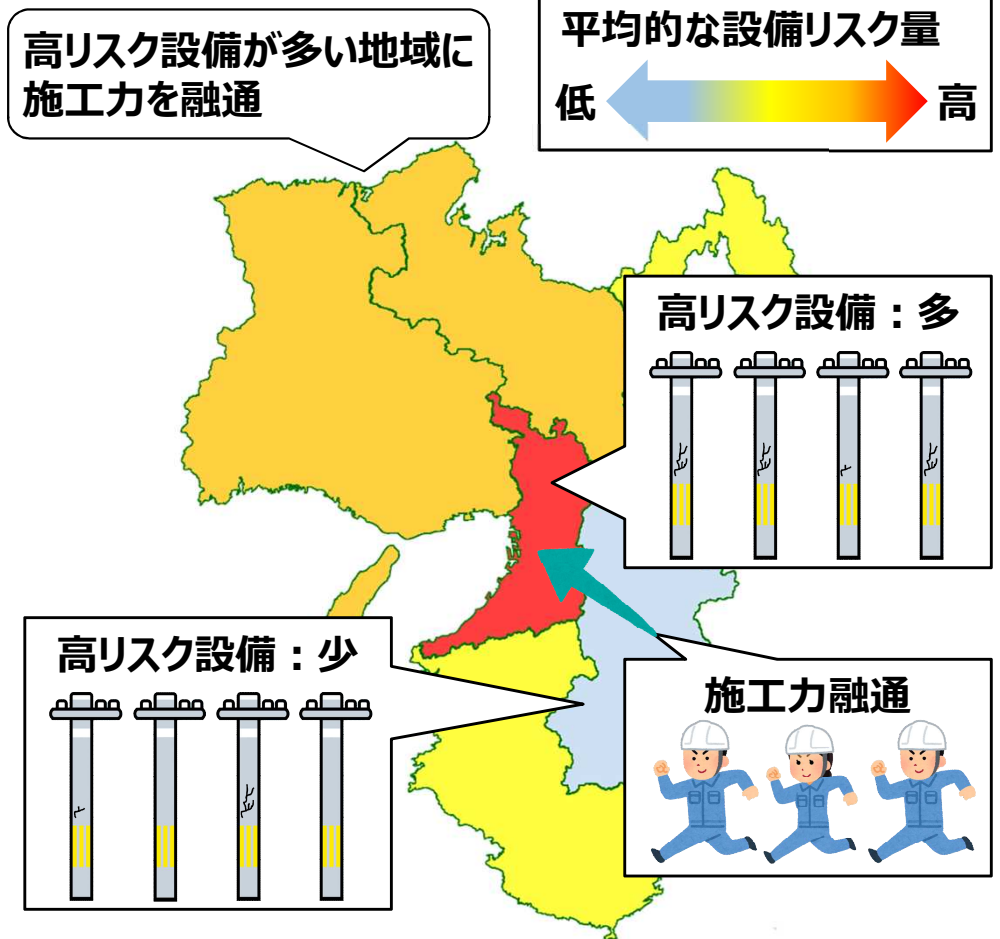 高リスク設備が多い地域に
施工力を融通
平均的な設備リスク量
低
高
高リスク設備：多
高リスク設備：少
施工力融通